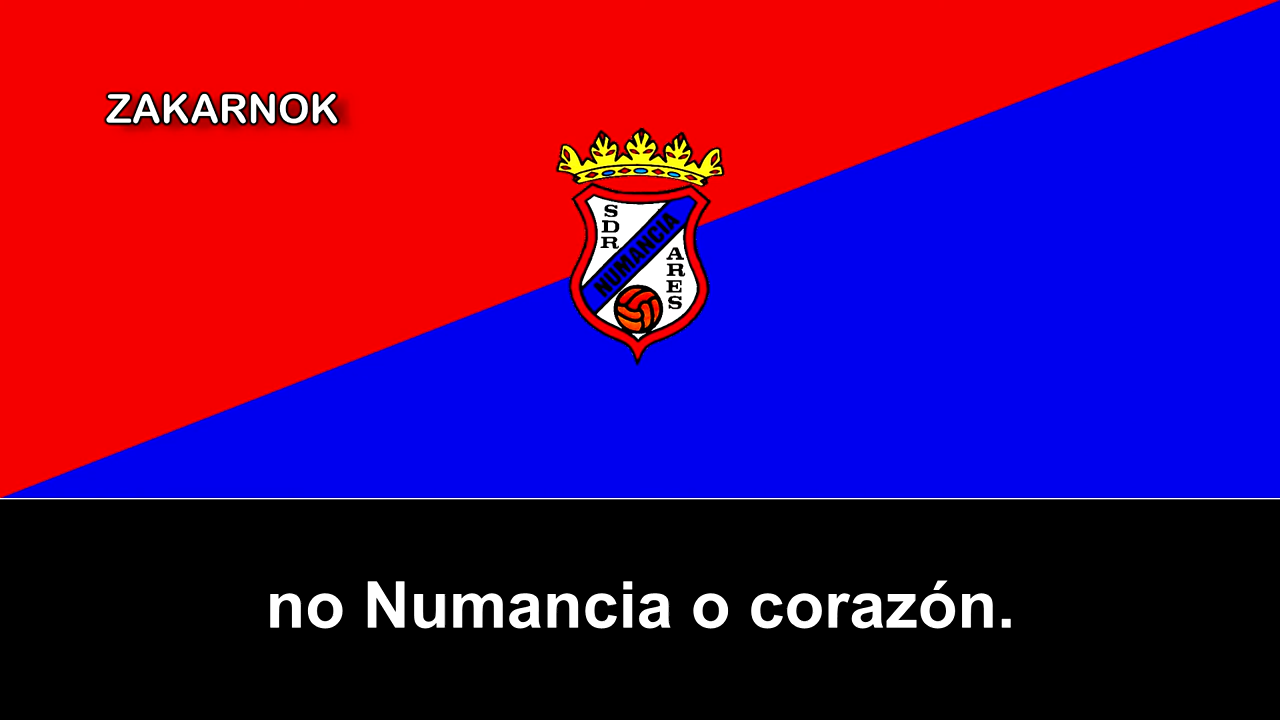 ZAKARNOK
SDR
NUMANCIA
ARES
no Numancia o corazón.